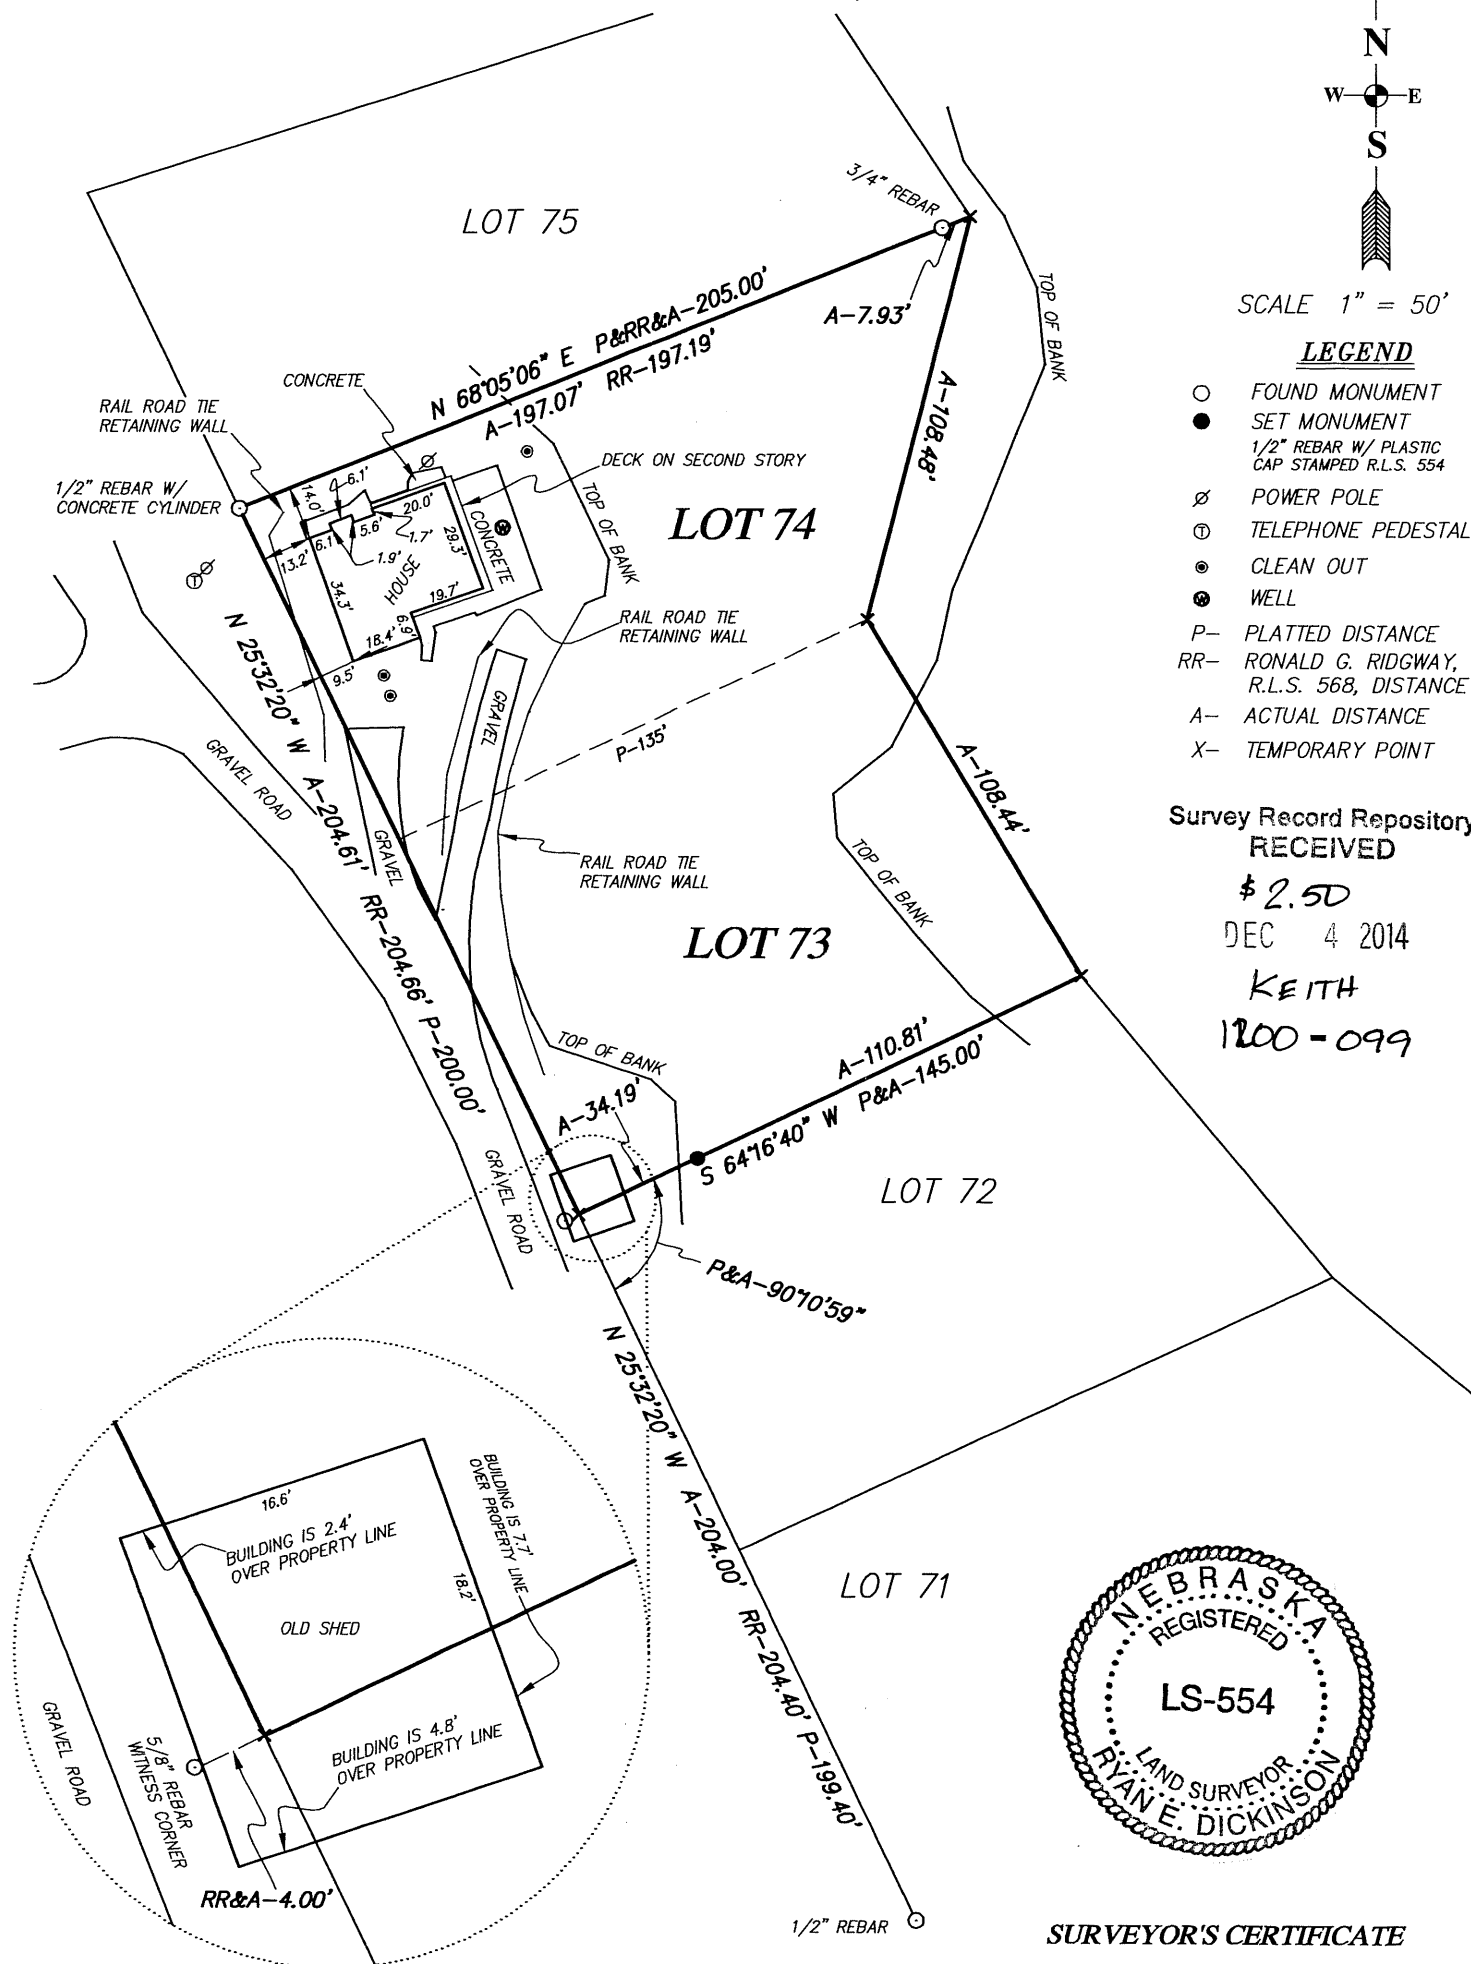 N
W E
S
SCALE 1" = 50'
LEGEND
FOUND MONUMENT
SET MONUMENT
1/2" REBAR W/ PLASTIC
CAP STAMPED R.L.S. 554
POWER POLE
T TELEPHONE PEDESTAL
CLEAN OUT
W WELL
P- PLATTED DISTANCE
RR- RONALD G. RIDGWAY,
R.L.S. 568, DISTANCE
A- ACTUAL DISTANCE
X- TEMPORARY POINT
Survey Record Repository
RECEIVED
$2.50
DEC 4 2014
KEITH
1200-099
LOT 75
3/4" REBAR
A-7.93'
TOP OF BANK
N 68°05'06" E P&RR&A-205.00'
A-197.07' RR-197.19'
A-108.48'
CONCRETE
RAIL ROAD TIE
RETAINING WALL
1/2" REBAR W/
CONCRETE CYLINDER
DECK ON SECOND STORY
TOP OF BANK
LOT 74
14.0'
6.1'
20.0'
5.6'
6.1'
1.7'
1.9'
13.2'
29.3'
CONCRETE
W
HOUSE
34.3'
19.7'
6.9'
18.4'
9.5'
T
RAIL ROAD TIE
RETAINING WALL
GRAVEL
P-135'
N 25°32'20" W A-204.61' RR-204.66' P-200.00'
GRAVEL ROAD
GRAVEL
RAIL ROAD TIE
RETAINING WALL
A-108.44'
TOP OF BANK
LOT 73
TOP OF BANK
A-34.19'
A-110.81'
S 64°16'40" W P&A-145.00'
GRAVEL ROAD
LOT 72
P&A-90°10'59"
N 25°32'20" W A-204.00' RR-204.40' P-199.40'
LOT 71
16.6'
BUILDING IS 2.4'
OVER PROPERTY LINE
BUILDING IS 7.7'
OVER PROPERTY LINE
18.2'
OLD SHED
BUILDING IS 4.8'
OVER PROPERTY LINE
5/8" REBAR
WITNESS CORNER
GRAVEL ROAD
RR&A-4.00'
1/2" REBAR
NEBRASKA
REGISTERED
LS-554
LAND SURVEYOR
RYAN E. DICKINSON
SURVEYOR'S CERTIFICATE